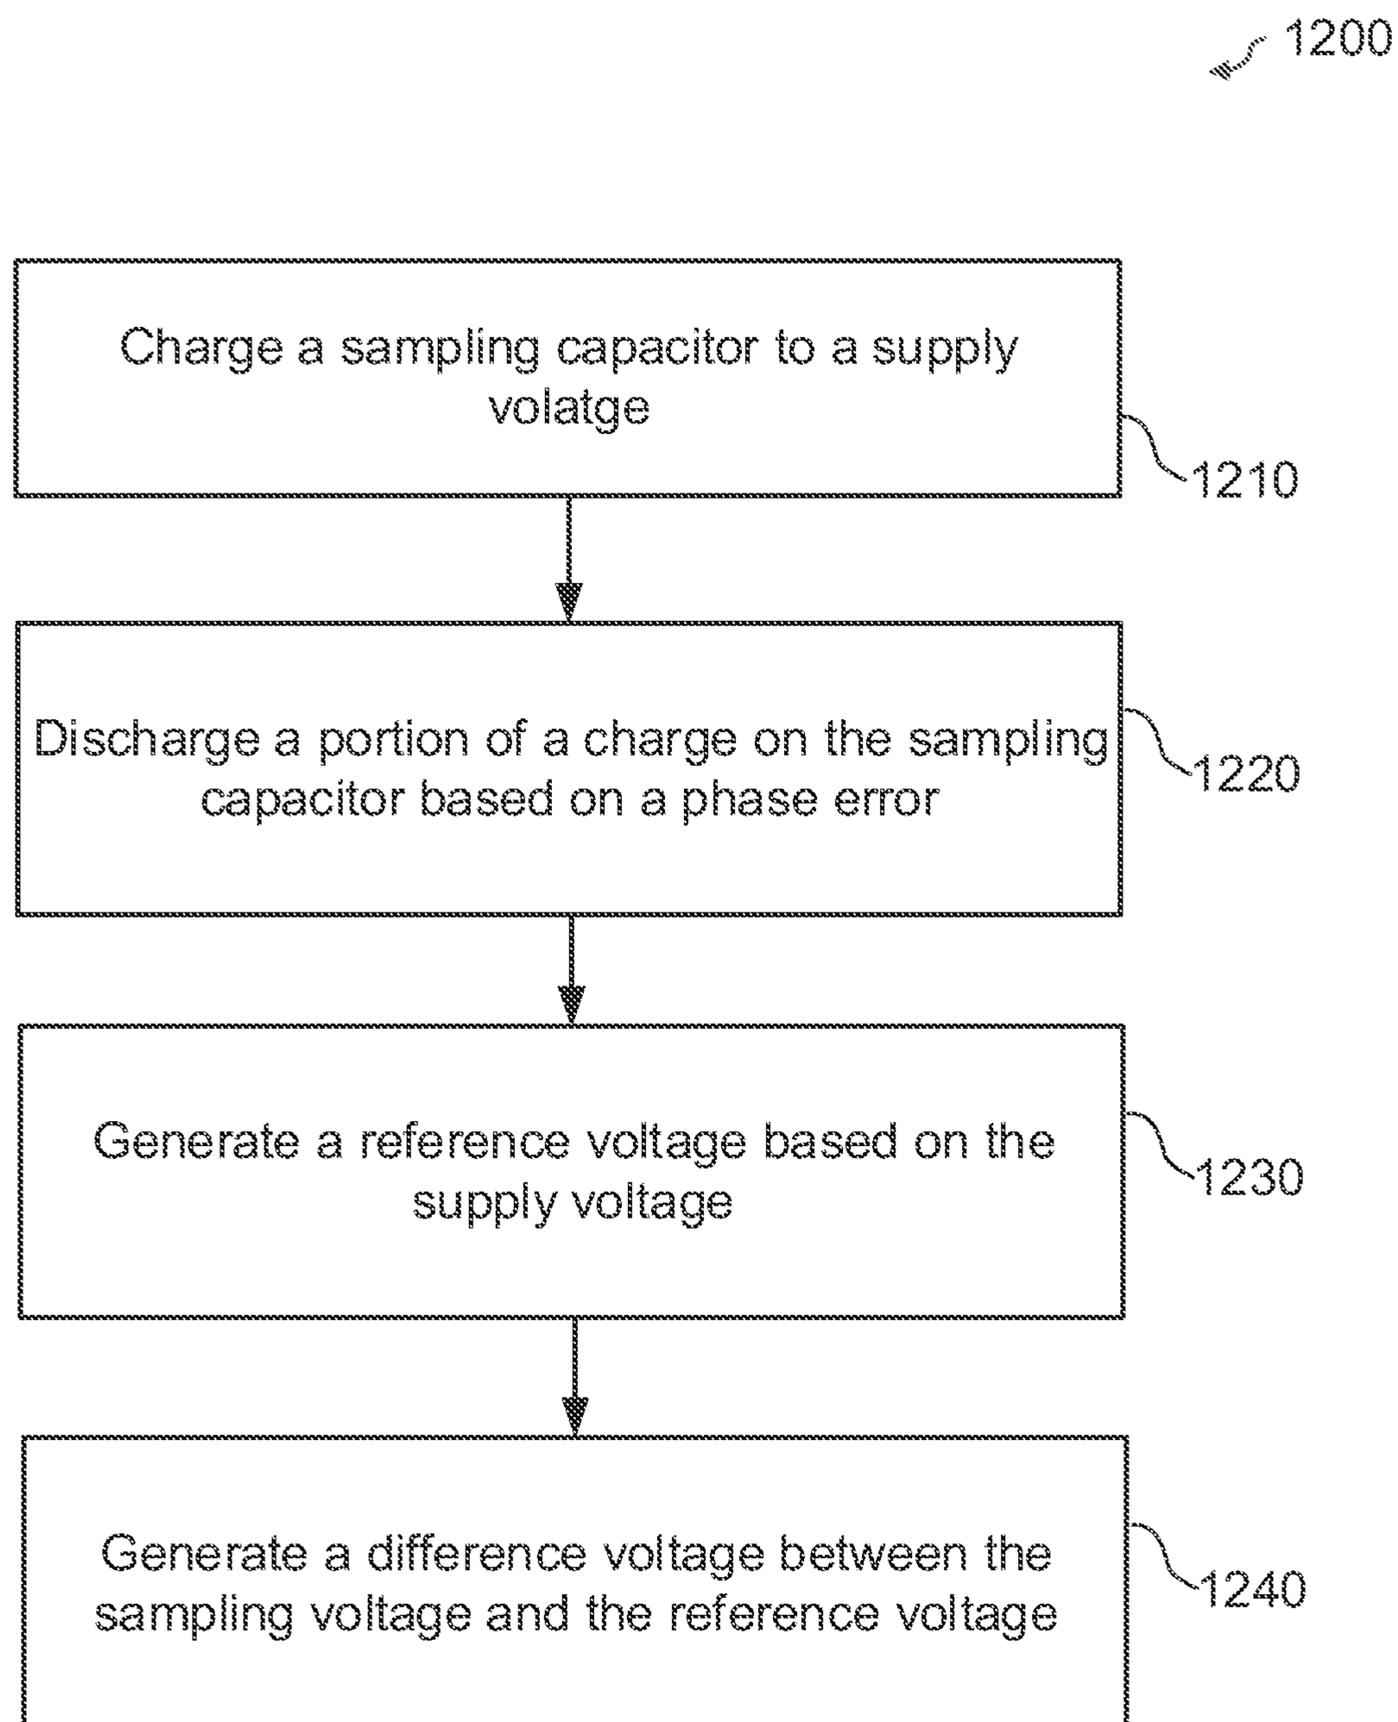 1200
Charge a sampling capacitor to a supply
volatge
1210
Discharge a portion of a charge on the sampling
capacitor based on a phase error
1220
Generate a reference voltage based on the
supply voltage
1230
Generate a difference voltage between the
sampling voltage and the reference voltage
1240